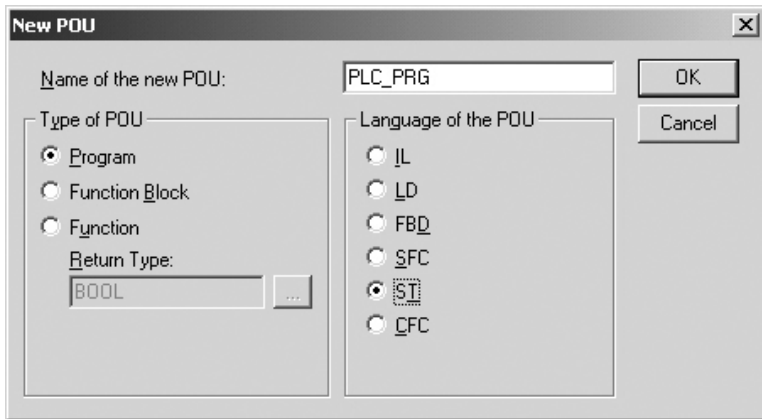 New POU
Name of the new POU:
PLC_PRG
OK
Cancel
Type of POU
Program
Function Block
Function
Return Type:
BOOL
...
Language of the POU
IL
LD
FBD
SFC
ST
CFC